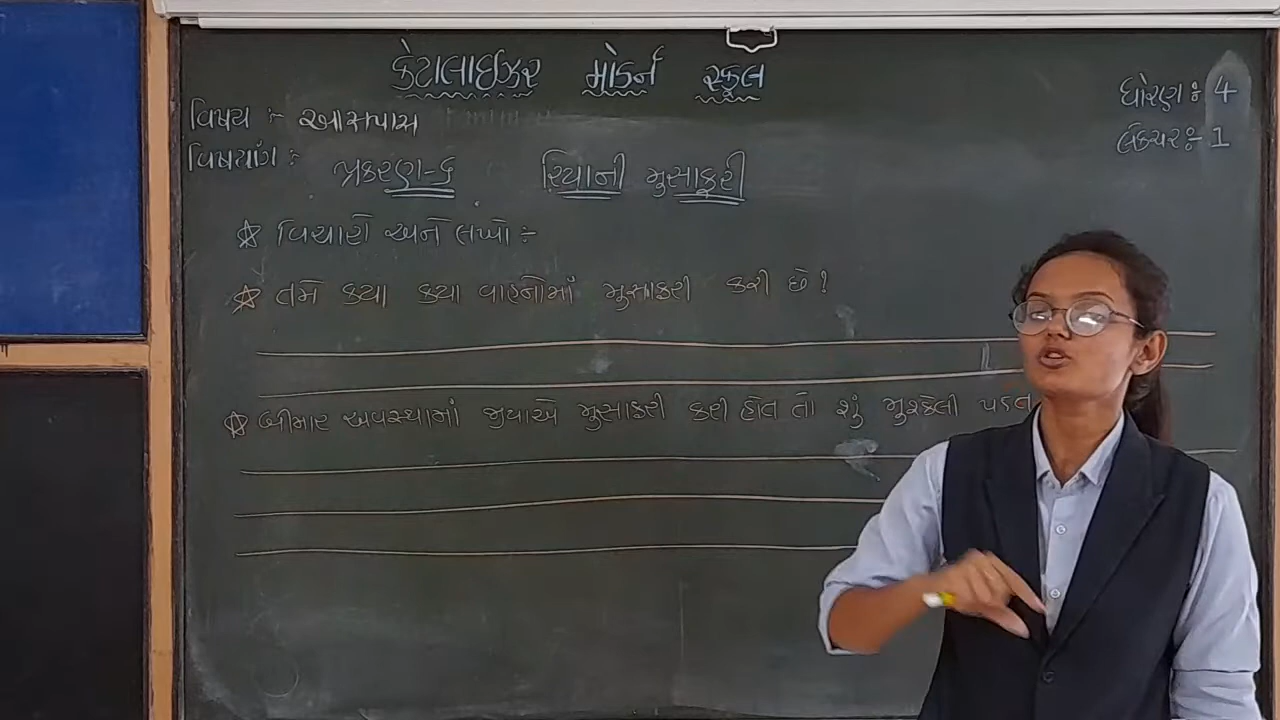 કેટાલાઈઝર મોડર્ન સ્કૂલ
ધોરણ : 4
વિષય :- આસપાસ
લેક્ચર :- 1
વિષયાંગ :-
પ્રકરણ-૬ રિયાની મુસાફરી
વિચારો અને લખો :-
તમે કયા કયા વાહનોમાં મુસાફરી કરી છે ?
બીમાર અવસ્થામાં જીયાએ મુસાફરી કરી હોત તો શું મુશ્કેલી પડત